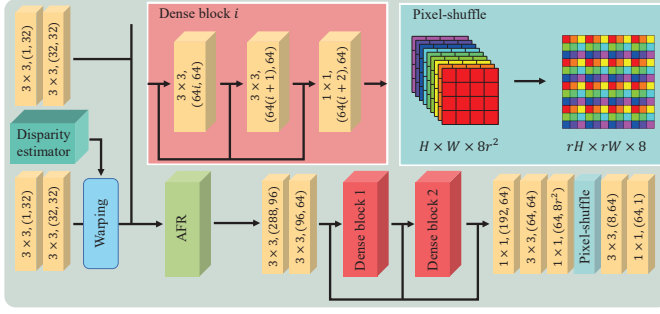 3 × 3, (1, 32)
3 × 3, (32, 32)
Dense block i
3 × 3,
(64i, 64)
3 × 3,
(64(i + 1), 64)
1 × 1,
(64(i + 2), 64)
Pixel-shuffle
H × W × 8r²
rH × rW × 8
Disparity
estimator
3 × 3, (1, 32)
3 × 3, (32, 32)
Warping
AFR
3 × 3, (288, 96)
3 × 3, (96, 64)
Dense block 1
Dense block 2
1 × 1, (192, 64)
3 × 3, (64, 64)
1 × 1, (64, 8r²)
Pixel-shuffle
3 × 3, (8, 64)
1 × 1, (64, 1)